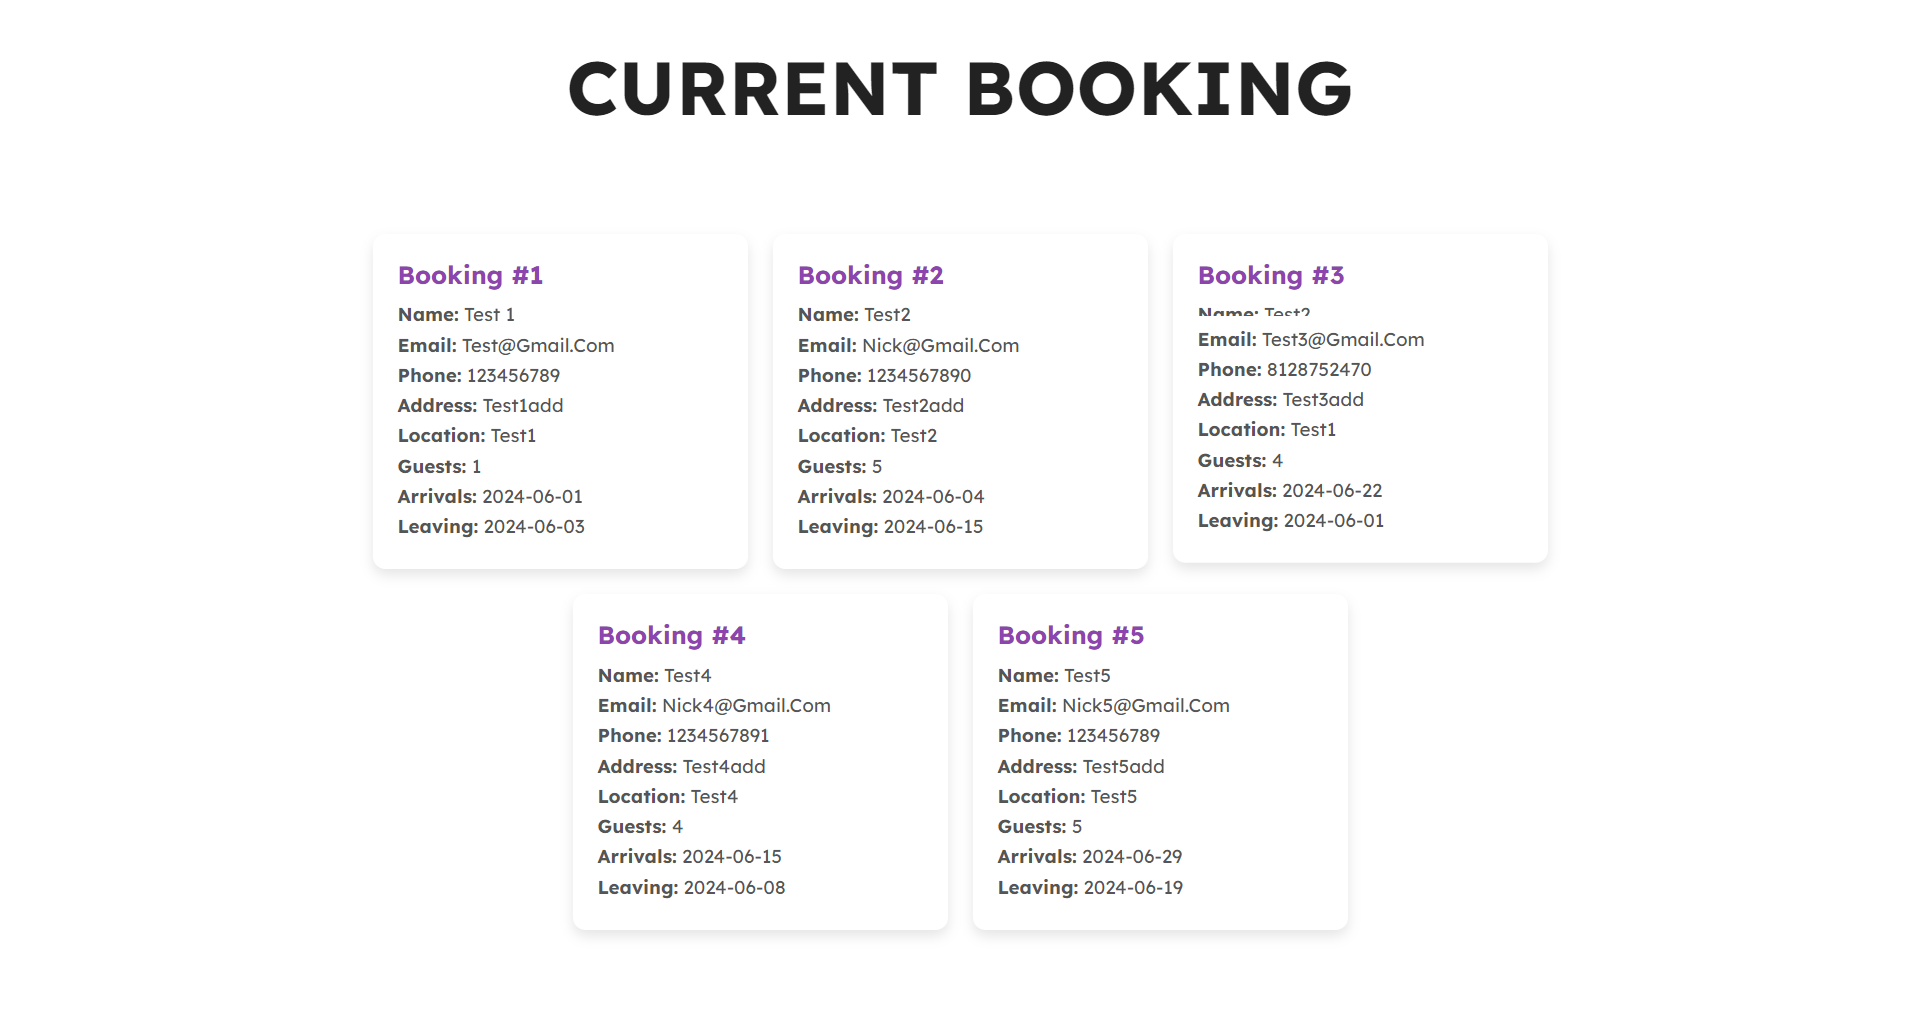 CURRENT BOOKING
Booking #1
Name: Test 1
Email: Test@Gmail.Com
Phone: 123456789
Address: Test1add
Location: Test1
Guests: 1
Arrivals: 2024-06-01
Leaving: 2024-06-03
Booking #2
Name: Test2
Email: Nick@Gmail.Com
Phone: 1234567890
Address: Test2add
Location: Test2
Guests: 5
Arrivals: 2024-06-04
Leaving: 2024-06-15
Booking #3
Name:
Email: Test3@Gmail.Com
Phone: 8128752470
Address: Test3add
Location: Test1
Guests: 4
Arrivals: 2024-06-22
Leaving: 2024-06-01
Booking #4
Name: Test4
Email: Nick4@Gmail.Com
Phone: 1234567891
Address: Test4add
Location: Test4
Guests: 4
Arrivals: 2024-06-15
Leaving: 2024-06-08
Booking #5
Name: Test5
Email: Nick5@Gmail.Com
Phone: 123456789
Address: Test5add
Location: Test5
Guests: 5
Arrivals: 2024-06-29
Leaving: 2024-06-19